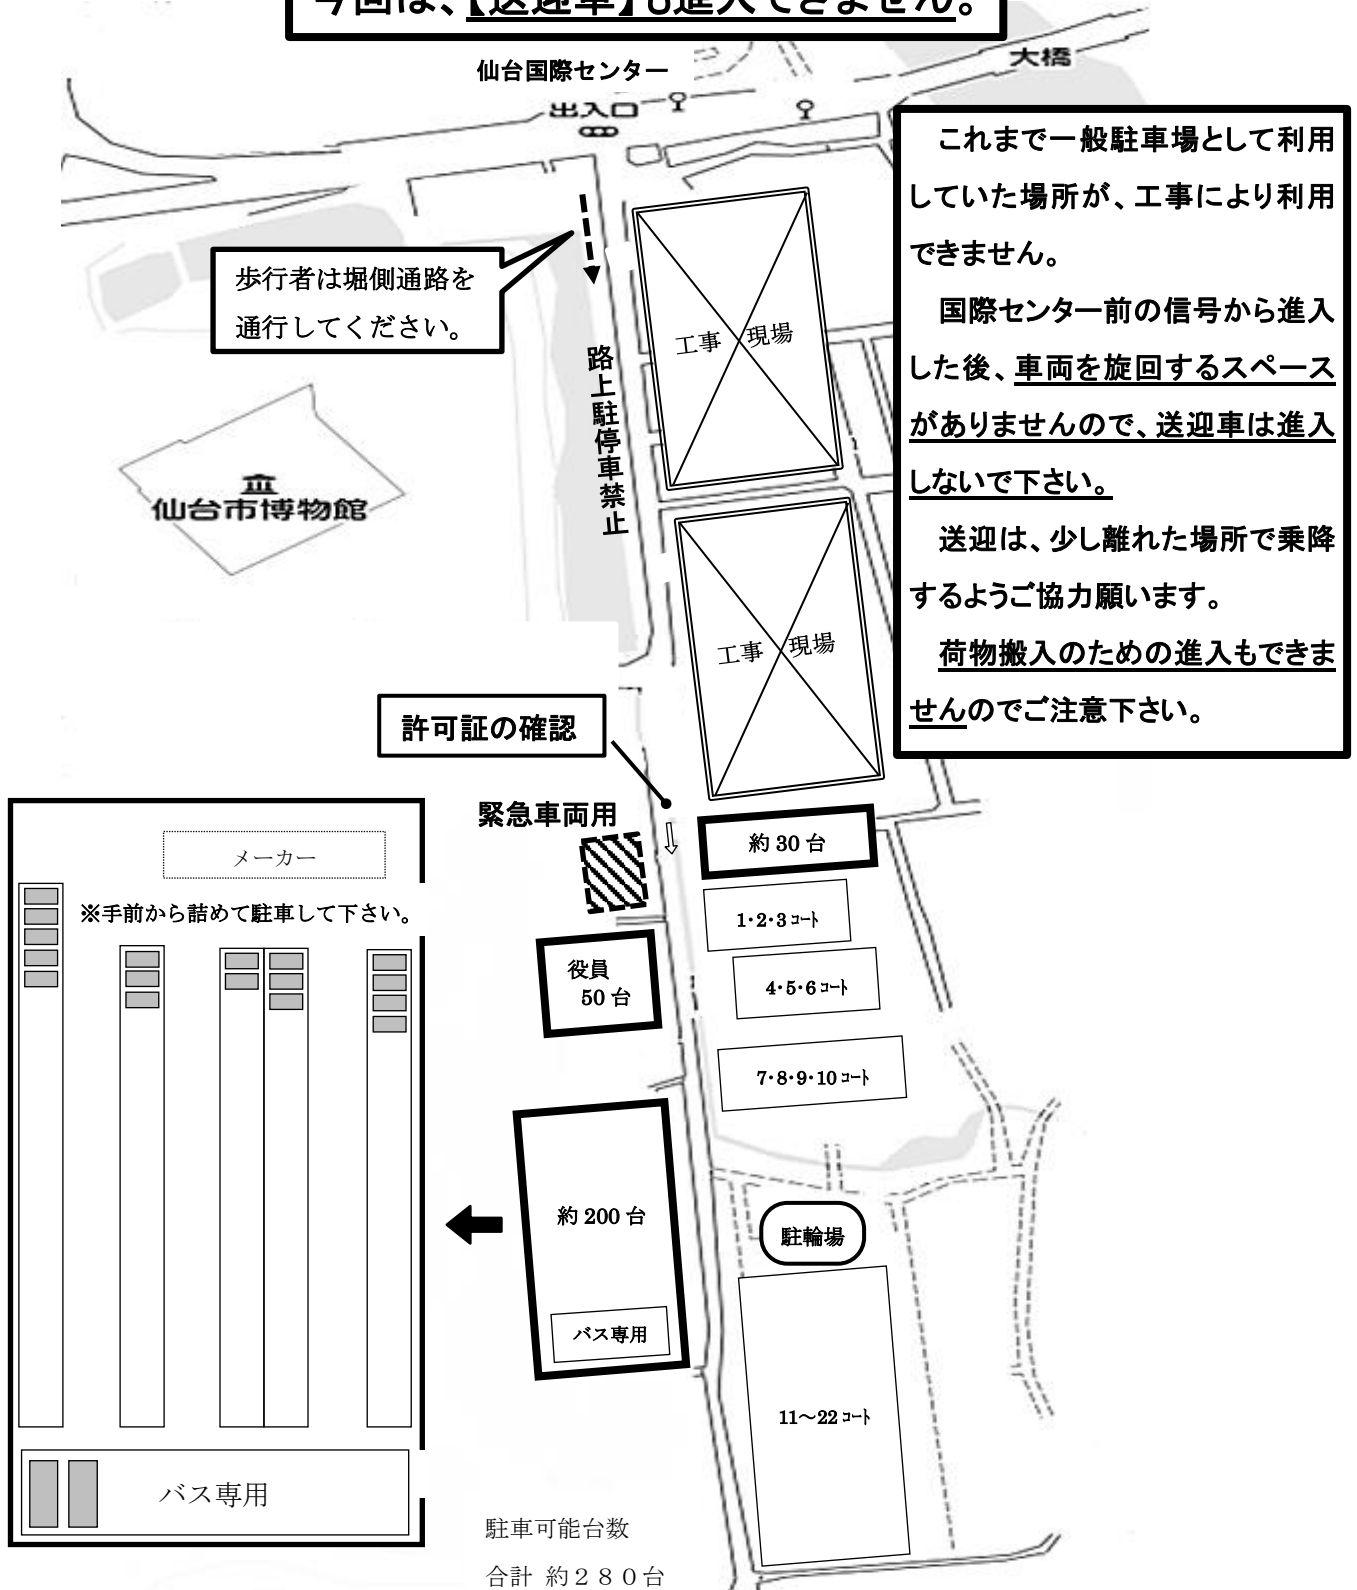 今回は、【送迎車】も進入できません。
仙台国際センター
大橋
出入口
これまで一般駐車場として利用
していた場所が、工事により利用
できません。
国際センター前の信号から進入
した後、車両を旋回するスペース
がありませんので、送迎車は進入
しないで下さい。
送迎は、少し離れた場所で乗降
するようご協力願います。
荷物搬入のための進入もできま
せんのでご注意下さい。
歩行者は堀側通路を
通行してください。
路上駐停車禁止
工事 現場
仙台市博物館
工事 現場
許可証の確認
緊急車両用
約30台
メーカー
※手前から詰めて駐車して下さい。
1・2・3コート
役員
50台
4・5・6コート
7・8・9・10コート
約200台
駐輪場
バス専用
11～22コート
バス専用
駐車可能台数
合計 約２８０台